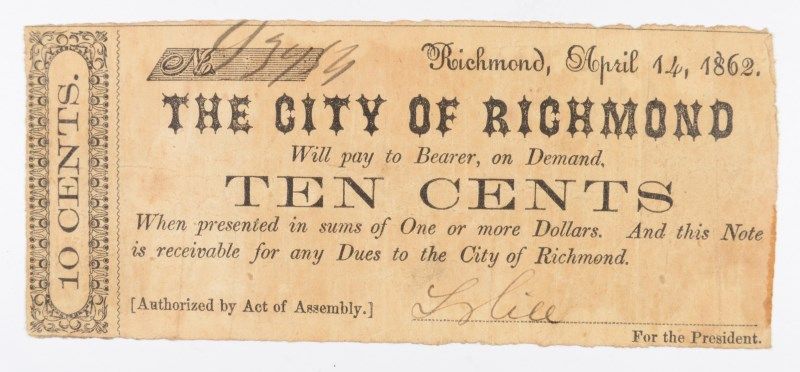 10 CENTS.
No.
Richmond, April 14, 1862.
THE CITY OF RICHMOND
Will pay to Bearer, on Demand,
TEN CENTS
When presented in sums of One or more Dollars. And this Note
is receivable for any Dues to the City of Richmond.
[Authorized by Act of Assembly.]
For the President.